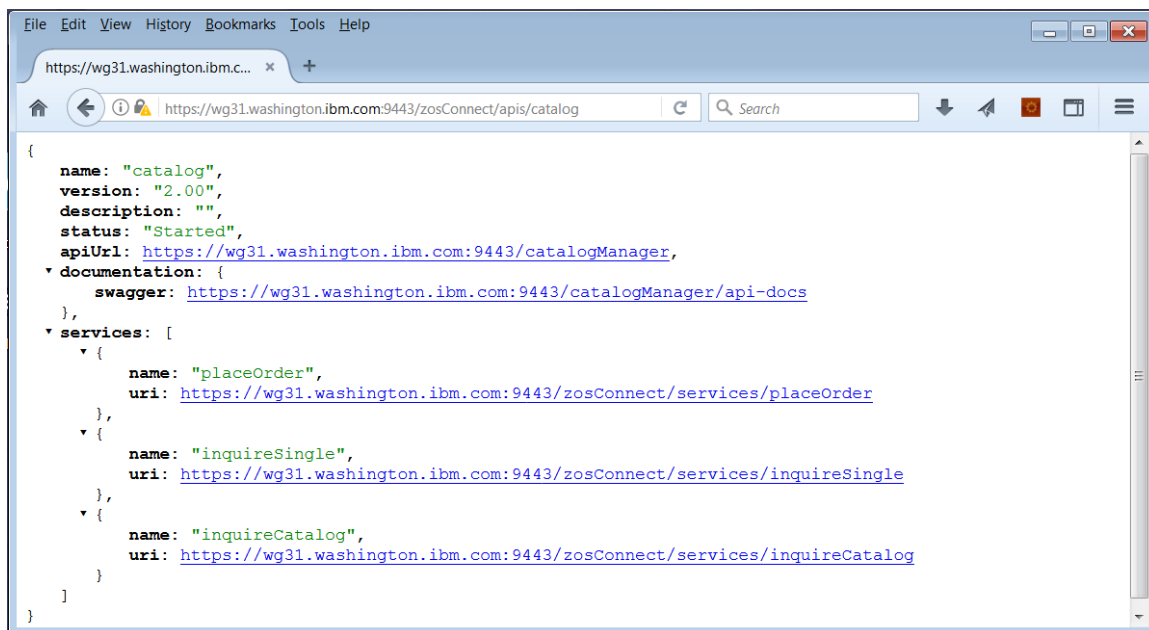 File Edit View History Bookmarks Tools Help
https://wg31.washington.ibm.c...
https://wg31.washington.ibm.com:9443/zosConnect/apis/catalog Search
{
name: "catalog",
version: "2.00",
description: "",
status: "Started",
apiUrl: https://wg31.washington.ibm.com:9443/catalogManager,
documentation: {
swagger: https://wg31.washington.ibm.com:9443/catalogManager/api-docs
},
services: [
{
name: "placeOrder",
uri: https://wg31.washington.ibm.com:9443/zosConnect/services/placeOrder
},
{
name: "inquireSingle",
uri: https://wg31.washington.ibm.com:9443/zosConnect/services/inquireSingle
},
{
name: "inquireCatalog",
uri: https://wg31.washington.ibm.com:9443/zosConnect/services/inquireCatalog
}
]
}